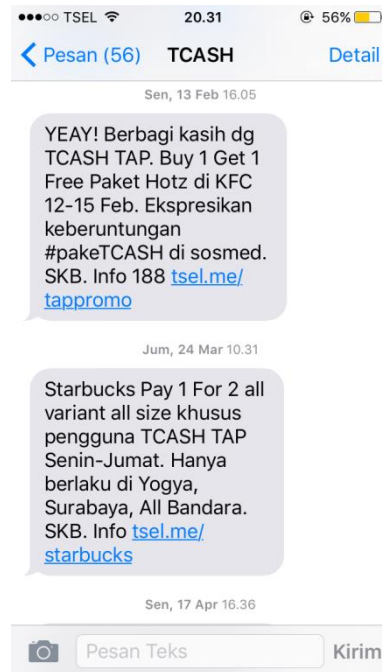 TSEL 20.31 56%
Pesan (56) TCASH Detail
Sen, 13 Feb 16.05
YEAY! Berbagi kasih dg
TCASH TAP. Buy 1 Get 1
Free Paket Hotz di KFC
12-15 Feb. Ekspresikan
keberuntungan
#pakeTCASH di sosmed.
SKB. Info 188 tsel.me/
tappromo
Jum, 24 Mar 10.31
Starbucks Pay 1 For 2 all
variant all size khusus
pengguna TCASH TAP
Senin-Jumat. Hanya
berlaku di Yogya,
Surabaya, All Bandara.
SKB. Info tsel.me/
starbucks
Sen, 17 Apr 16.36
Pesan Teks Kirim